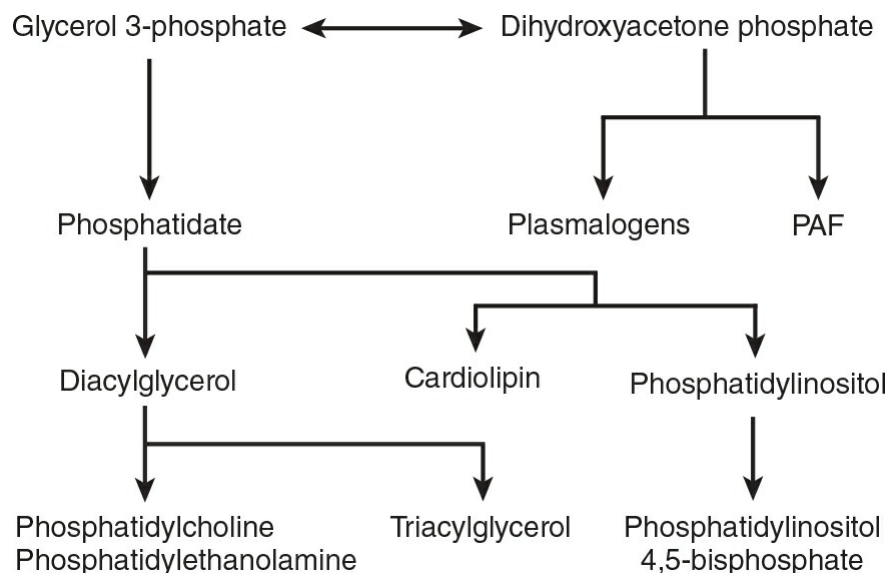 Glycerol 3-phosphate
Dihydroxyacetone phosphate
Phosphatidate
Plasmalogens
PAF
Diacylglycerol
Cardiolipin
Phosphatidylinositol
Phosphatidylcholine
Phosphatidylethanolamine
Triacylglycerol
Phosphatidylinositol
4,5-bisphosphate